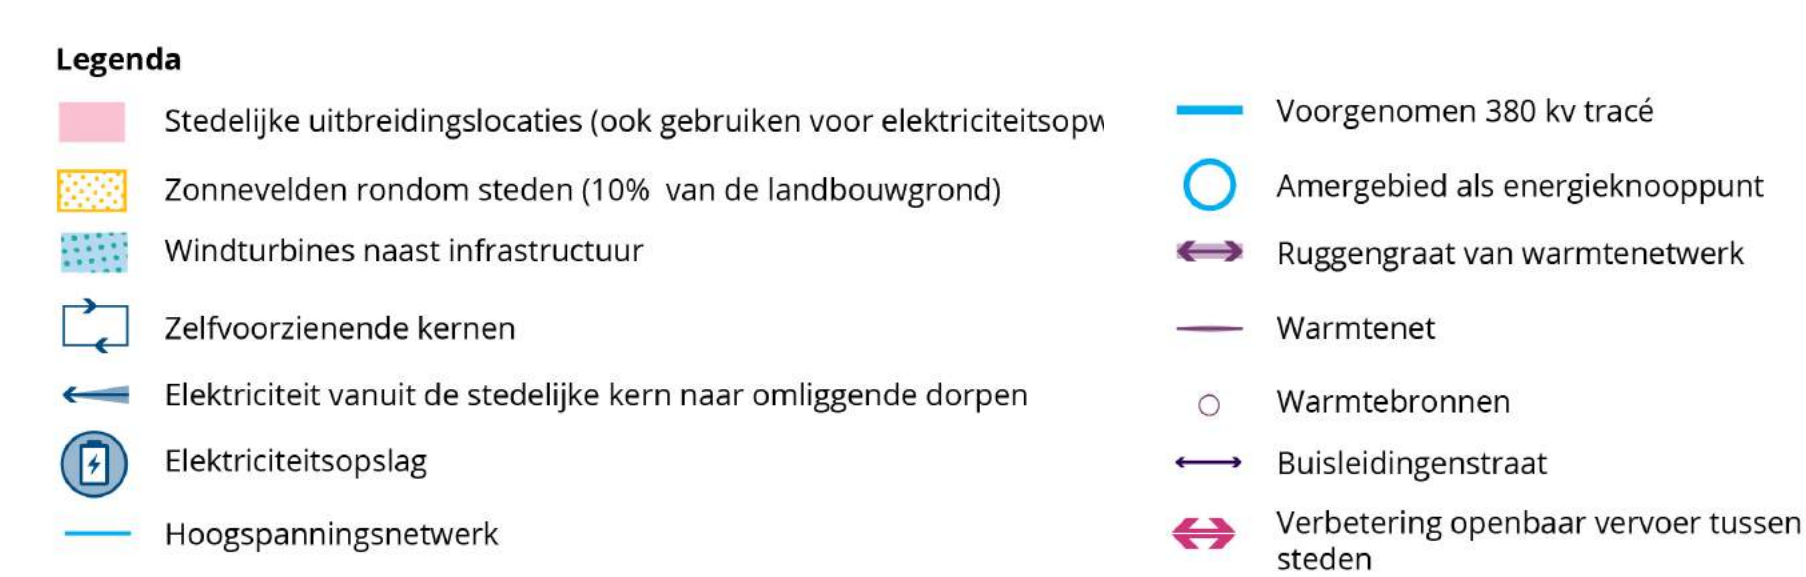 Legenda
Stedelijke uitbreidingslocaties (ook gebruiken voor elektriciteitsopw
Zonnevelden rondom steden (10% van de landbouwgrond)
Windturbines naast infrastructuur
Zelfvoorzienende kernen
Elektriciteit vanuit de stedelijke kern naar omliggende dorpen
Elektriciteitsopslag
Hoogspanningsnetwerk
Voorgenomen 380 kv tracé
Amergebied als energieknooppunt
Ruggengraat van warmtenetwerk
Warmtenet
Warmtebronnen
Buisleidingenstraat
Verbetering openbaar vervoer tussen
steden